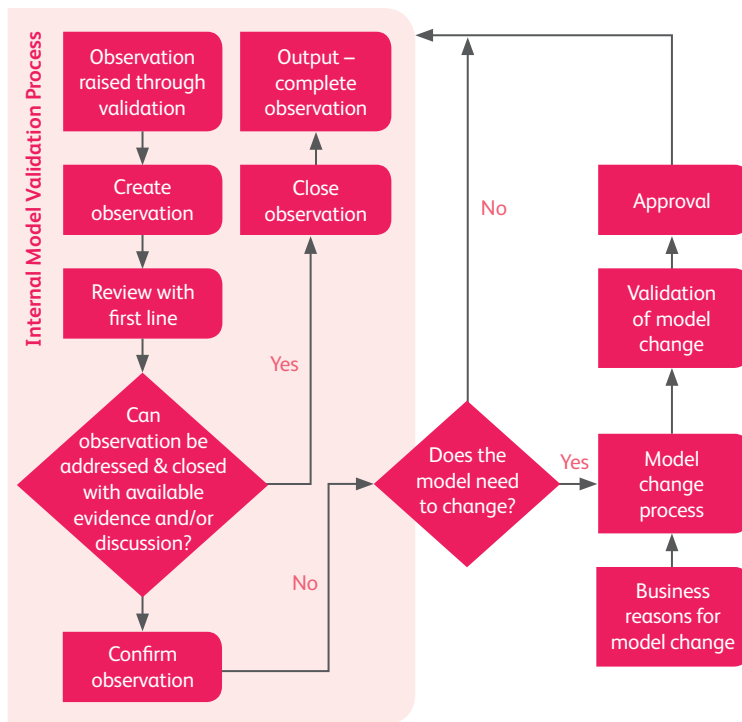 Internal Model Validation Process
Observation
raised through
validation
Create
observation
Review with
first line
Can
observation be
addressed & closed
with available
evidence and/or
discussion?
Confirm
observation
Yes
No
Close
observation
Output –
complete
observation
Does the
model need
to change?
No
Yes
Model
change
process
Business
reasons for
model change
Validation
of model
change
Approval